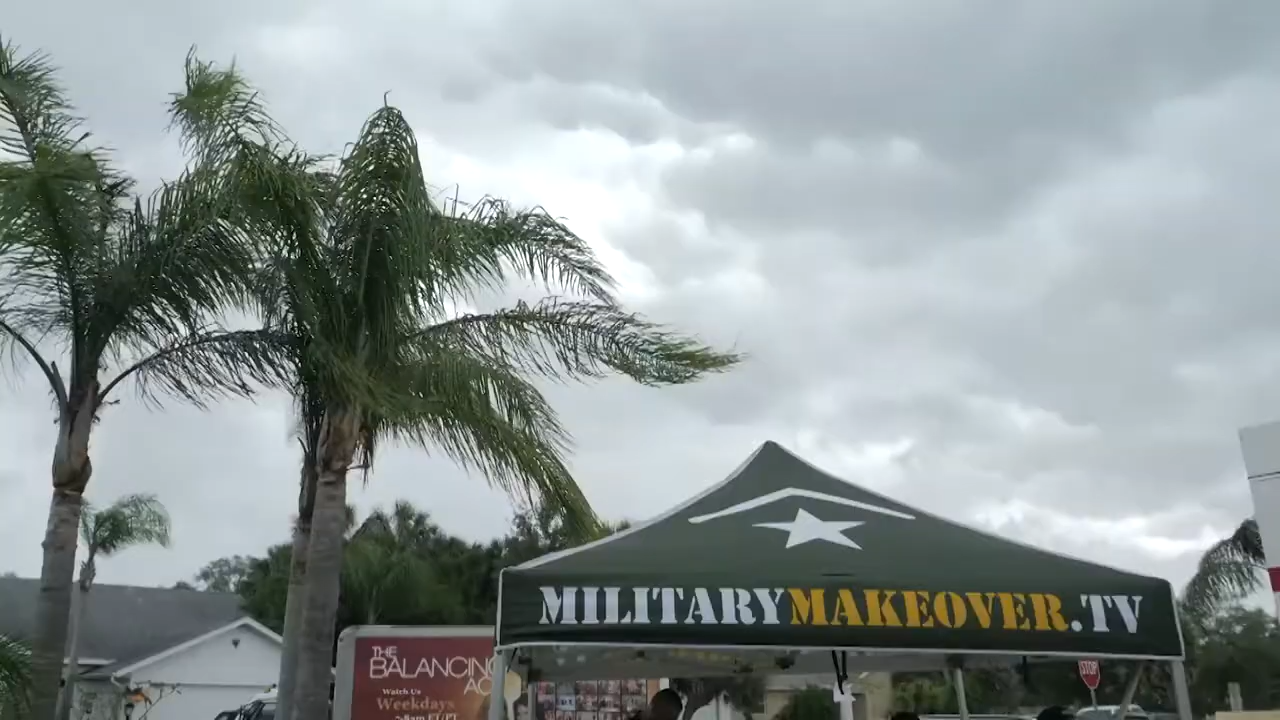 MILITARYMAKEOVER.TV
THE
BALANCING
Watch Us
Weekdays
STOP